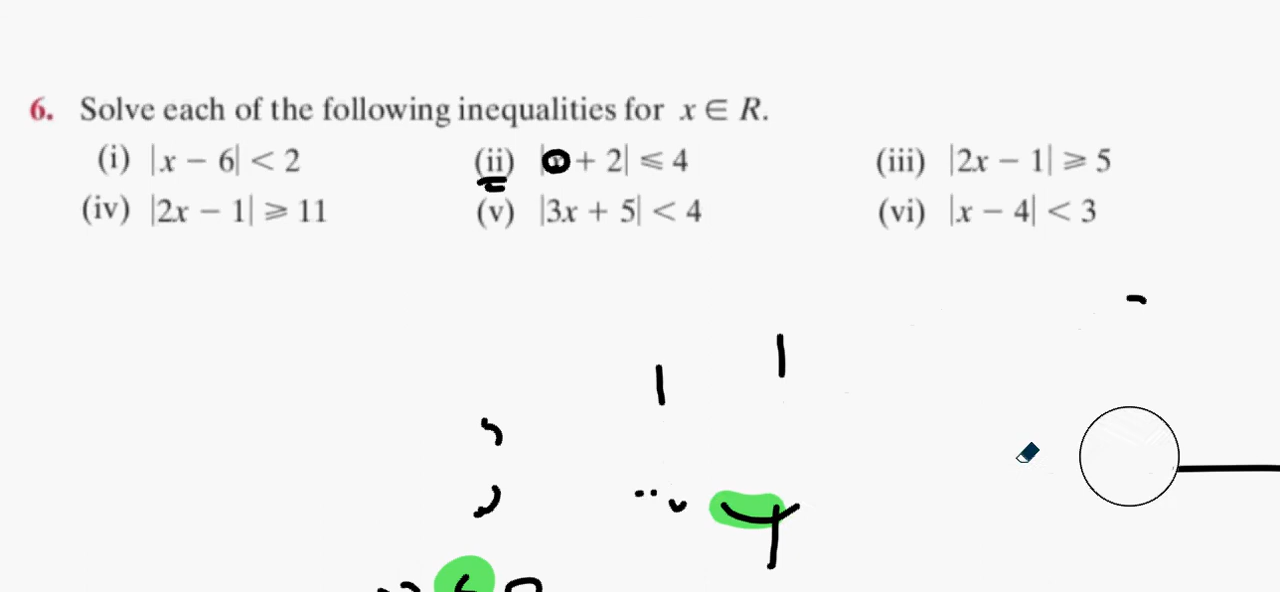 6. Solve each of the following inequalities for x ∈ R.
(i) |x − 6| < 2 (ii) | + 2| ⩽ 4 (iii) |2x − 1| ⩾ 5
(iv) |2x − 1| ⩾ 11 (v) |3x + 5| < 4 (vi) |x − 4| < 3